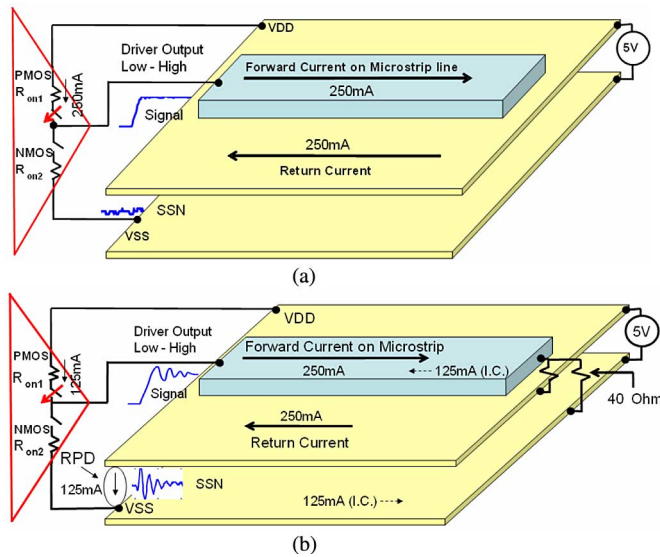 VDD
5V
Driver Output
Low - High
PMOS
Ron1
250mA
Forward Current on Microstrip line
250mA
Signal
NMOS
Ron2
250mA
Return Current
SSN
VSS
(a)
VDD
5V
Driver Output
Low - High
PMOS
Ron1
125mA
Forward Current on Microstrip
250mA
125mA (I.C.)
Signal
40 Ohm
NMOS
Ron2
250mA
Return Current
RPD
125mA
SSN
VSS
125mA (I.C.)
(b)